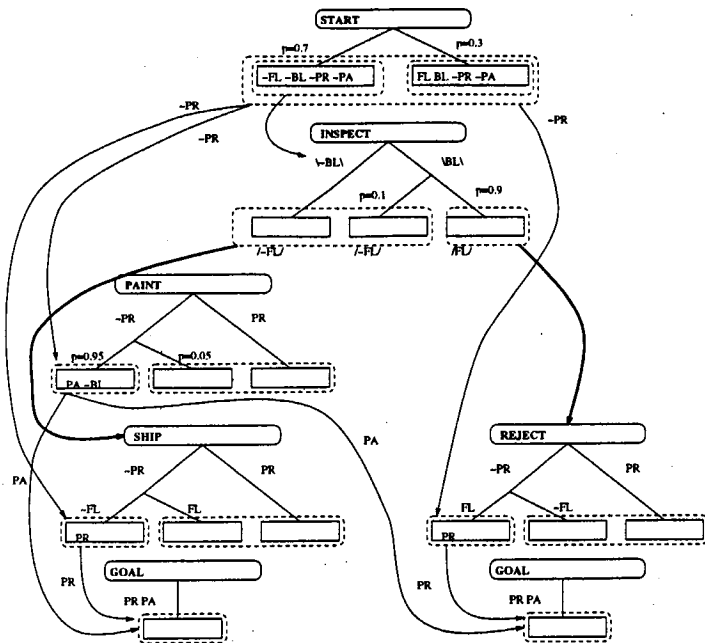 START
p=0.7 p=0.3
~FL ~BL ~PR ~PA FL BL ~PR ~PA
~PR
~PR
~PR
INSPECT
\~BL\ \BL\
p=0.1 p=0.9
/~FL/ /~FL/ /FL/
PAINT
~PR PR
p=0.95 p=0.05
PA ~BL
PA
SHIP REJECT
~PR PR ~PR PR
PA
~FL FL FL ~FL
PR PR
GOAL GOAL
PR PR PA PR PR PA